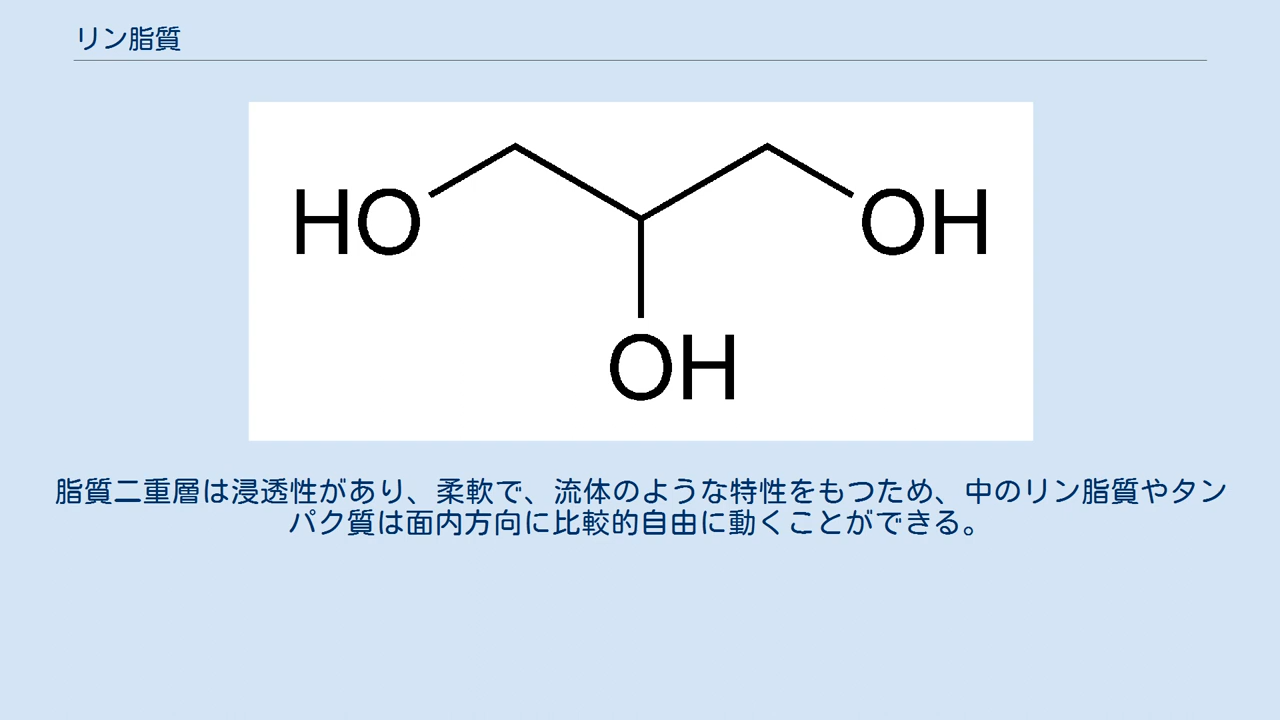 リン脂質
HO
OH
OH
脂質二重層は浸透性があり、柔軟で、流体のような特性をもつため、中のリン脂質やタン
パク質は面内方向に比較的自由に動くことができる。